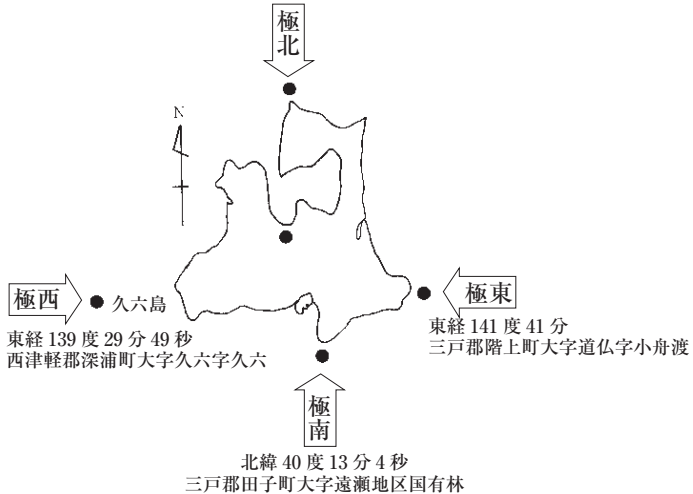 極北
N
極西
久六島
東経 139 度 29 分 49 秒
西津軽郡深浦町大字久六字久六
極東
東経 141 度 41 分
三戸郡階上町大字道仏字小舟渡
極南
北緯 40 度 13 分 4 秒
三戸郡田子町大字遠瀬地区国有林